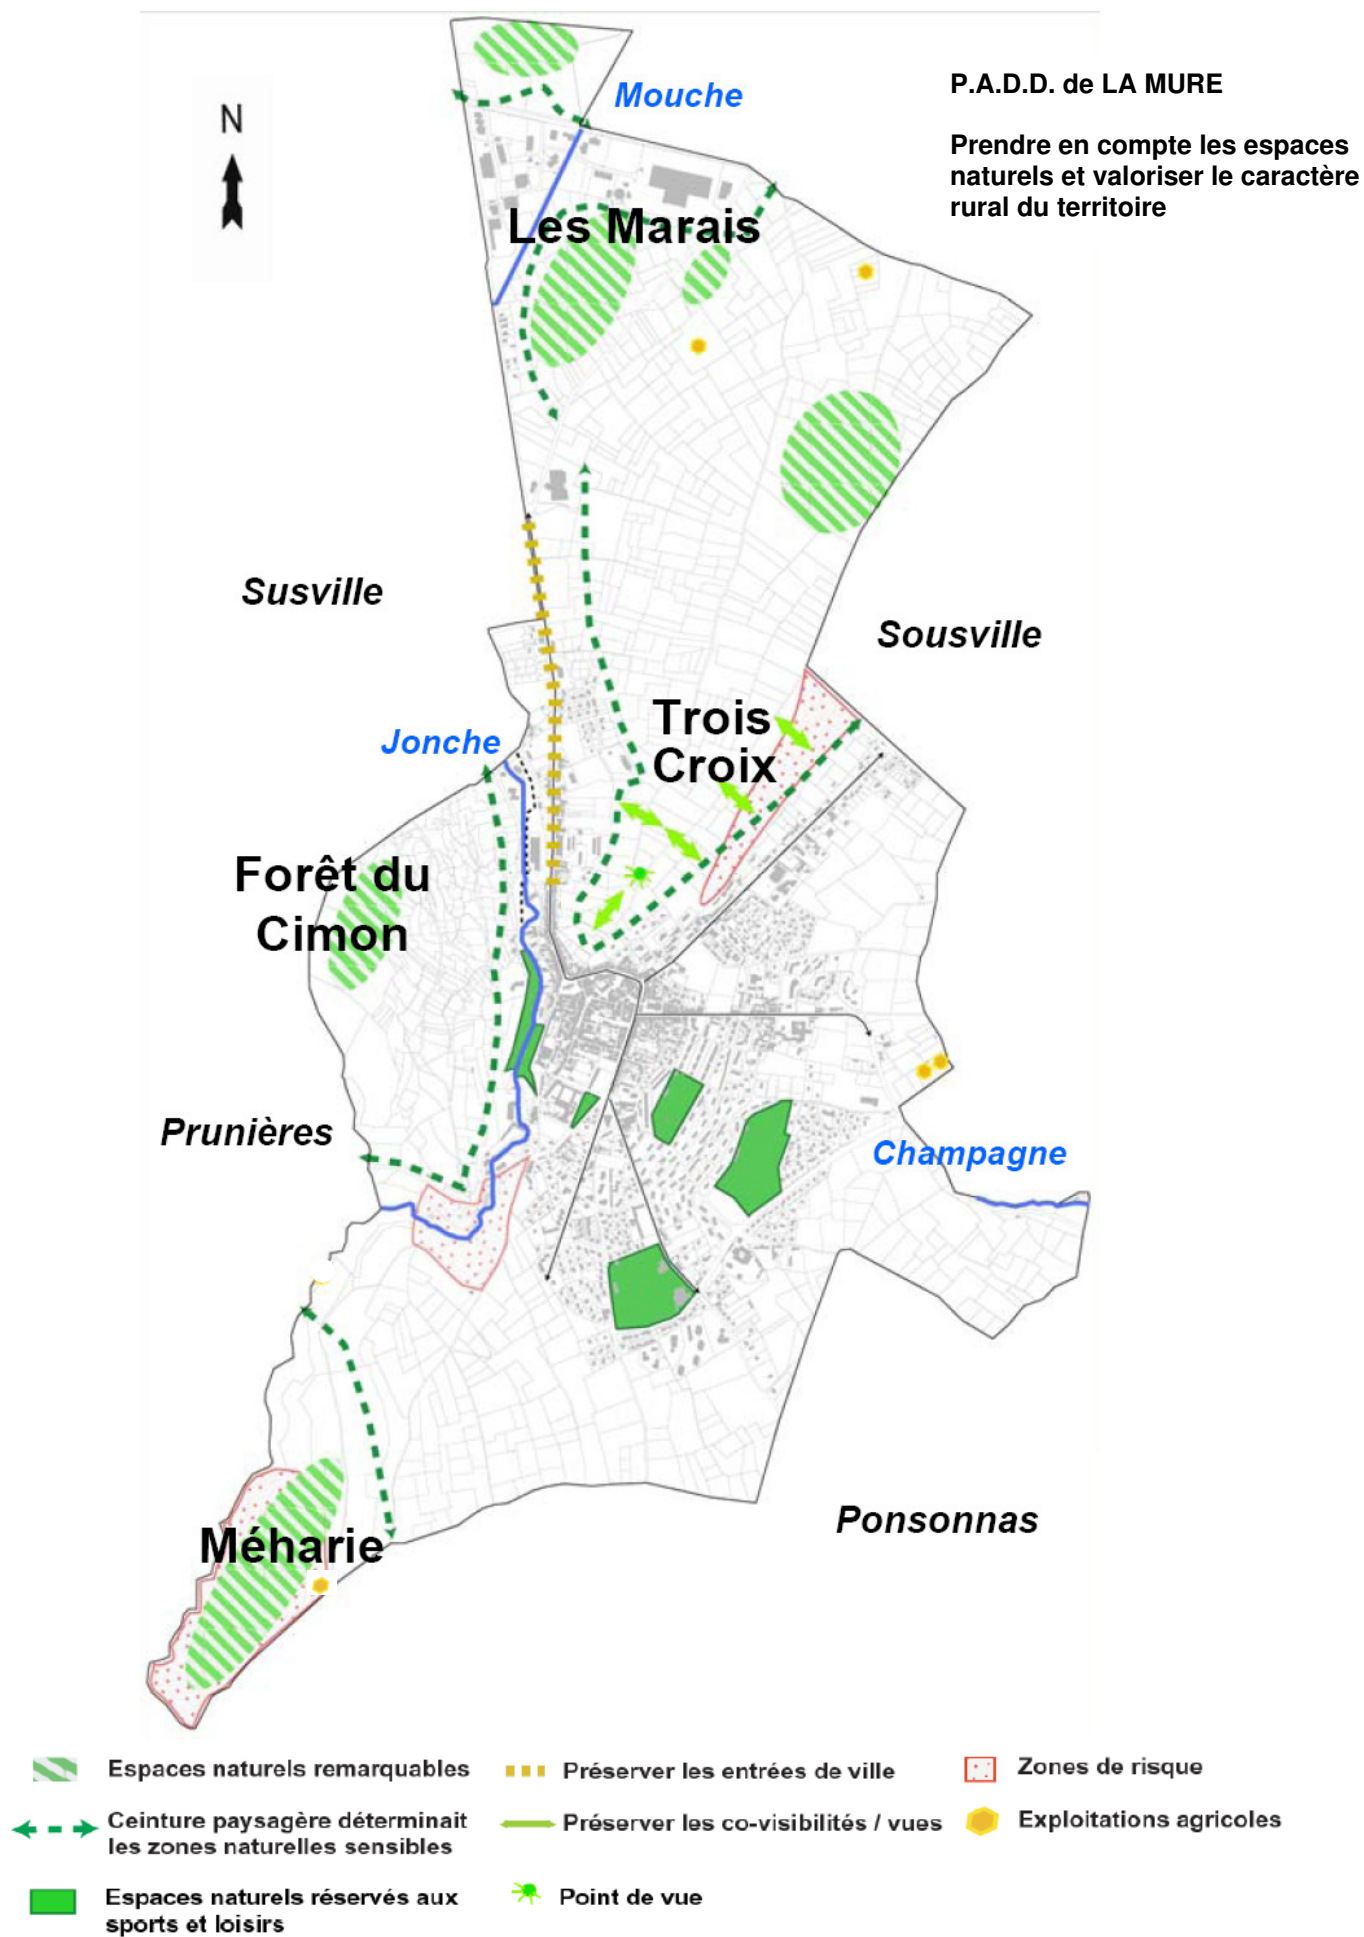 P.A.D.D. de LA MURE
Prendre en compte les espaces
naturels et valoriser le caractère
rural du territoire
N
Mouche
Les Marais
Susville
Sousville
Trois
Croix
Jonche
Forêt du
Cimon
Prunières
Champagne
Ponsonnas
Méharie
Espaces naturels remarquables
Préserver les entrées de ville
Zones de risque
Ceinture paysagère déterminait
les zones naturelles sensibles
Préserver les co-visibilités / vues
Exploitations agricoles
Espaces naturels réservés aux
sports et loisirs
Point de vue